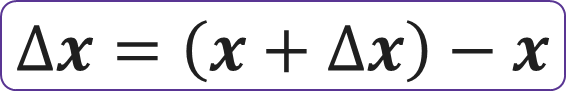 Δx = (x + Δx) − x